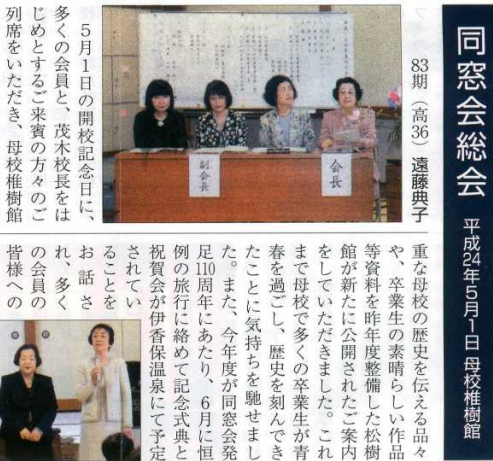 同窓会総会
平成24年5月1日 母校椎樹館
83期（高36） 遠藤典子
副会長
会長
5月1日の開校記念日に、
多くの会員と、茂木校長をは
じめとするご来賓の方々のご
列席をいただき、母校椎樹館
重な母校の歴史を伝える品々
や、卒業生の素晴らしい作品
等資料を昨年度整備した松樹
館が新たに公開されたご案内
をしていただきました。これ
まで母校で多くの卒業生が青
春を過ごし、歴史を刻んでき
たことに気持ちを馳せまし
た。また、今年度が同窓会発
足110周年にあたり、6月に恒
例の旅行に絡めて記念式典と
祝賀会が伊香保温泉にて予定
されてい
ることを
お話さ
れ、多く
の会員の
皆様への